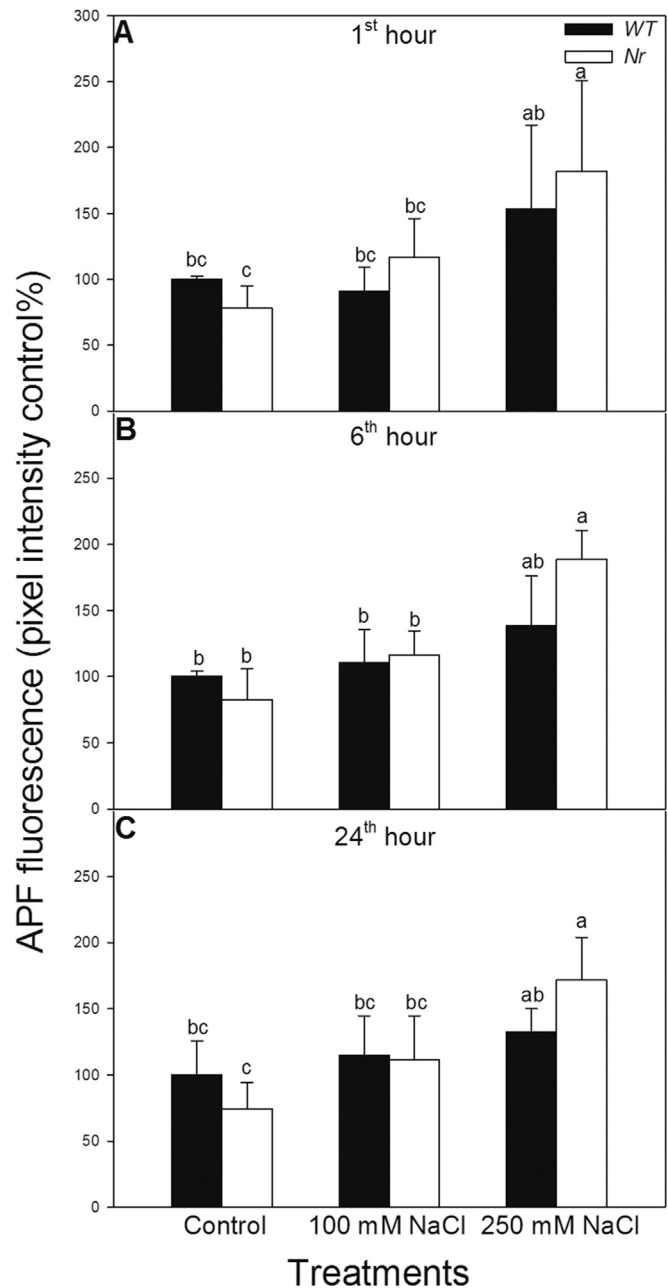 APF fluorescence (pixel intensity control%)
A
1st hour
WT
Nr
300
250
200
150
100
50
0
bc
c
bc
bc
ab
a
B
6th hour
250
200
150
100
50
0
b
b
b
b
ab
a
C
24th hour
250
200
150
100
50
0
bc
c
bc
bc
ab
a
Control
100 mM NaCl
250 mM NaCl
Treatments